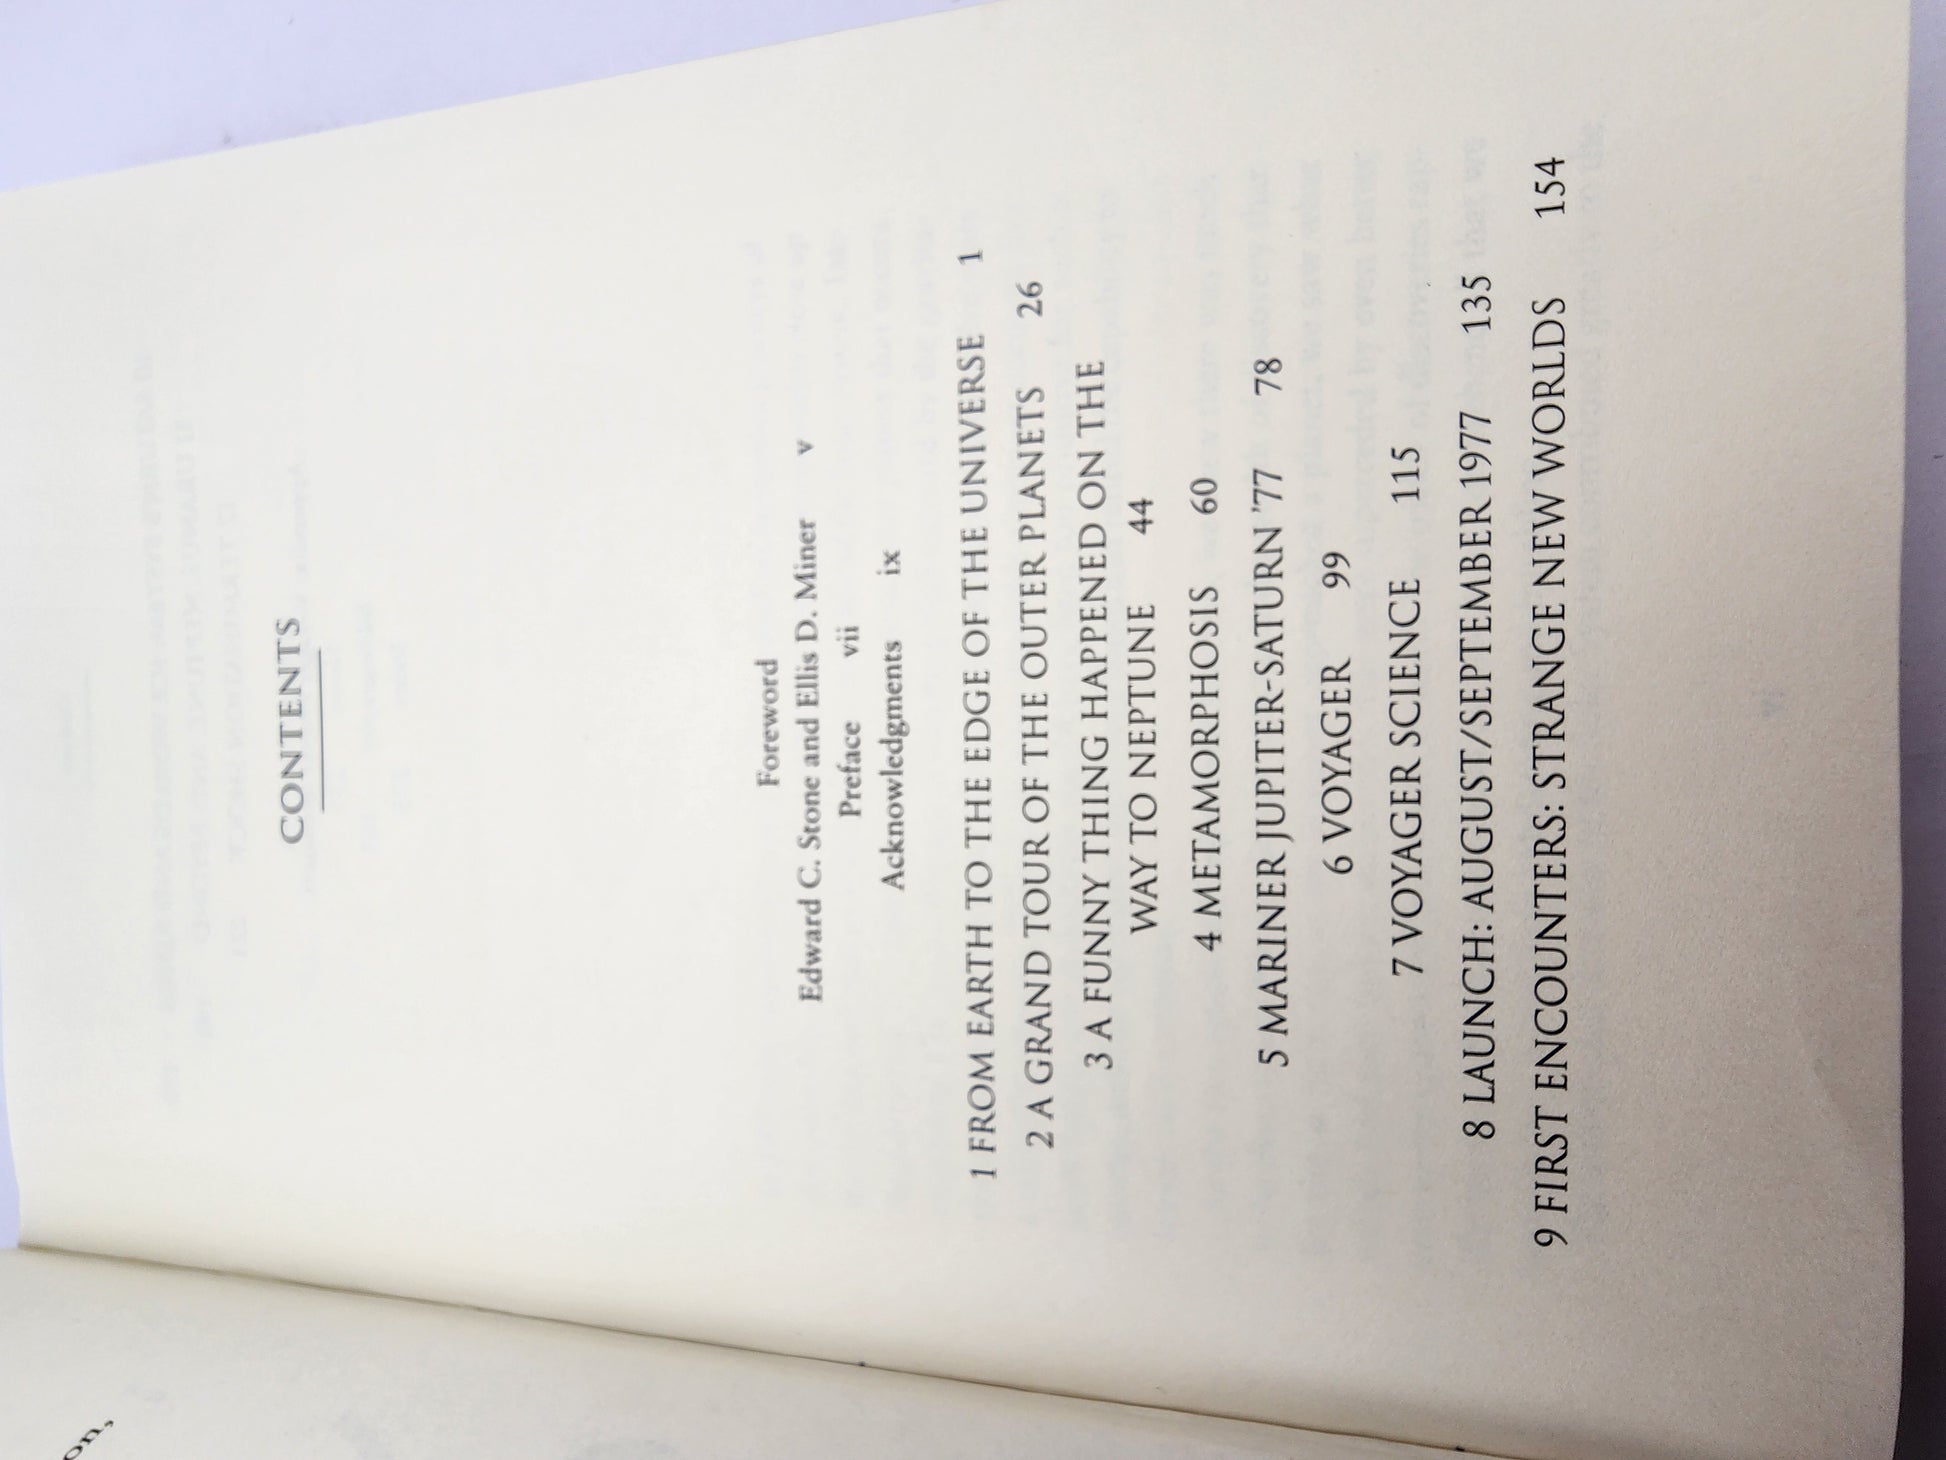 on,
CONTENTS
Foreword
Edward C. Stone and Ellis D. Miner v
Preface vii
Acknowledgments ix
1 FROM EARTH TO THE EDGE OF THE UNIVERSE 1
2 A GRAND TOUR OF THE OUTER PLANETS 26
3 A FUNNY THING HAPPENED ON THE
WAY TO NEPTUNE 44
4 METAMORPHOSIS 60
5 MARINER JUPITER-SATURN '77 78
6 VOYAGER 99
7 VOYAGER SCIENCE 115
8 LAUNCH: AUGUST/SEPTEMBER 1977 135
9 FIRST ENCOUNTERS: STRANGE NEW WORLDS 154